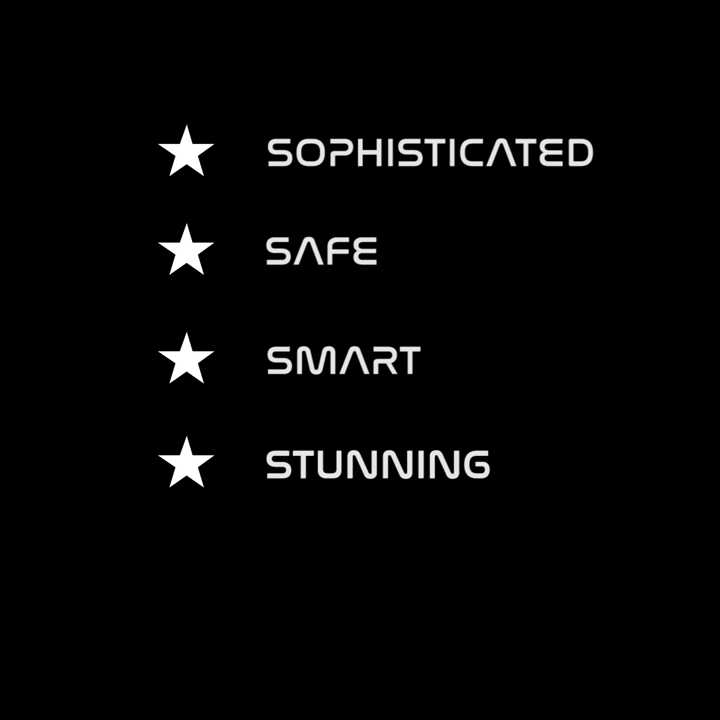 ★ SOPHISTICATED
★ SAFE
★ SMART
★ STUNNING